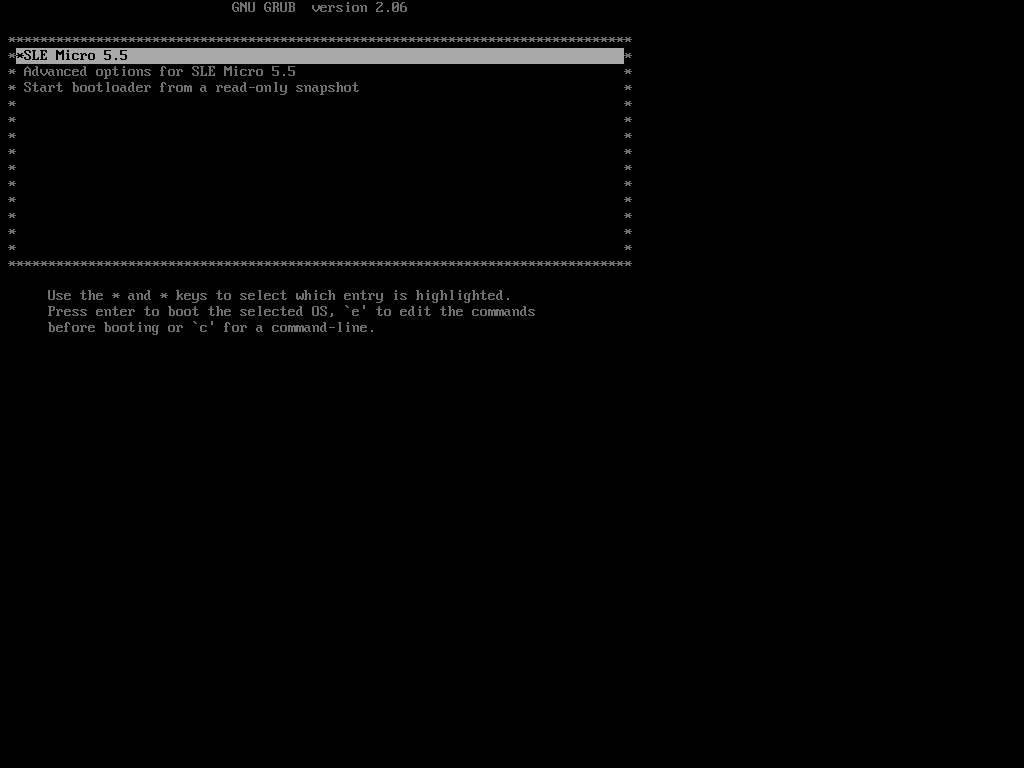 GNU GRUB  version 2.06
*******************************************************************************
**SLE Micro 5.5 *
* Advanced options for SLE Micro 5.5 *
* Start bootloader from a read-only snapshot *
* *
* *
* *
* *
* *
* *
* *
* *
* *
* *
*******************************************************************************
Use the * and * keys to select which entry is highlighted.
Press enter to boot the selected OS, `e' to edit the commands
before booting or `c' for a command-line.